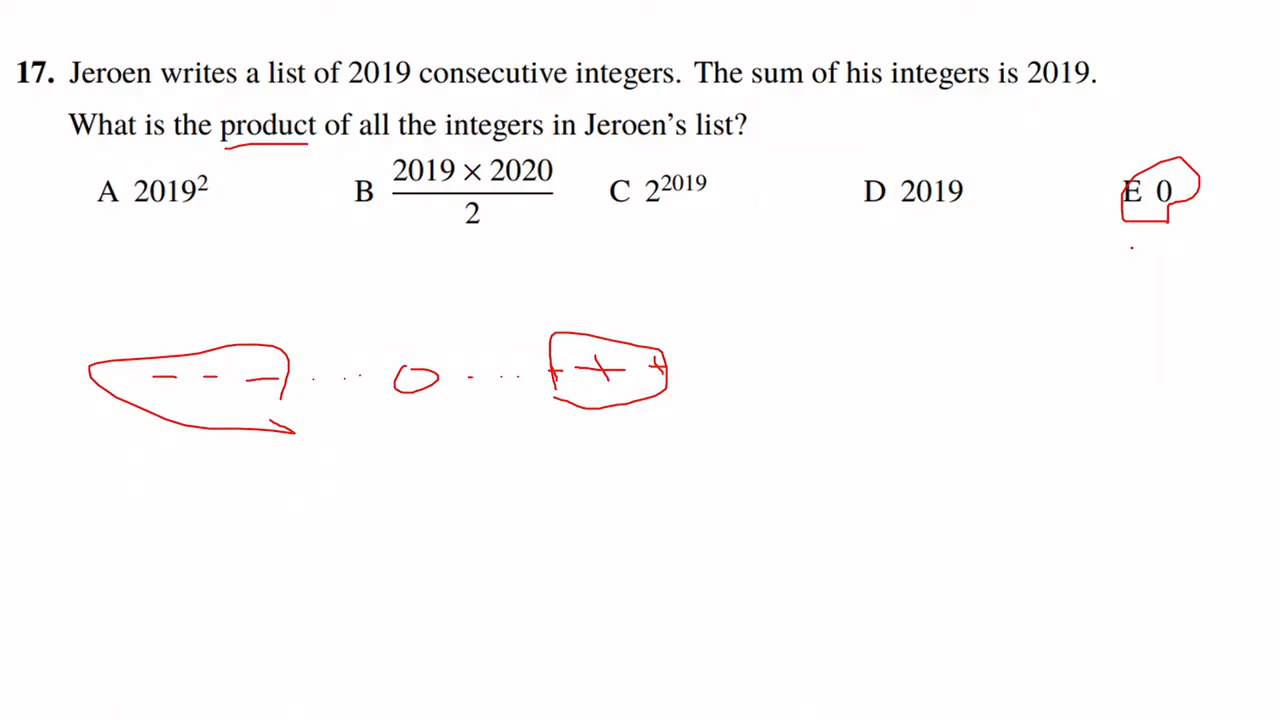 17. Jeroen writes a list of 2019 consecutive integers. The sum of his integers is 2019.
What is the product of all the integers in Jeroen's list?
A 2019² B (2019 × 2020)/2 C 2²⁰¹⁹ D 2019 E 0
- - - ... 0 ... + + +